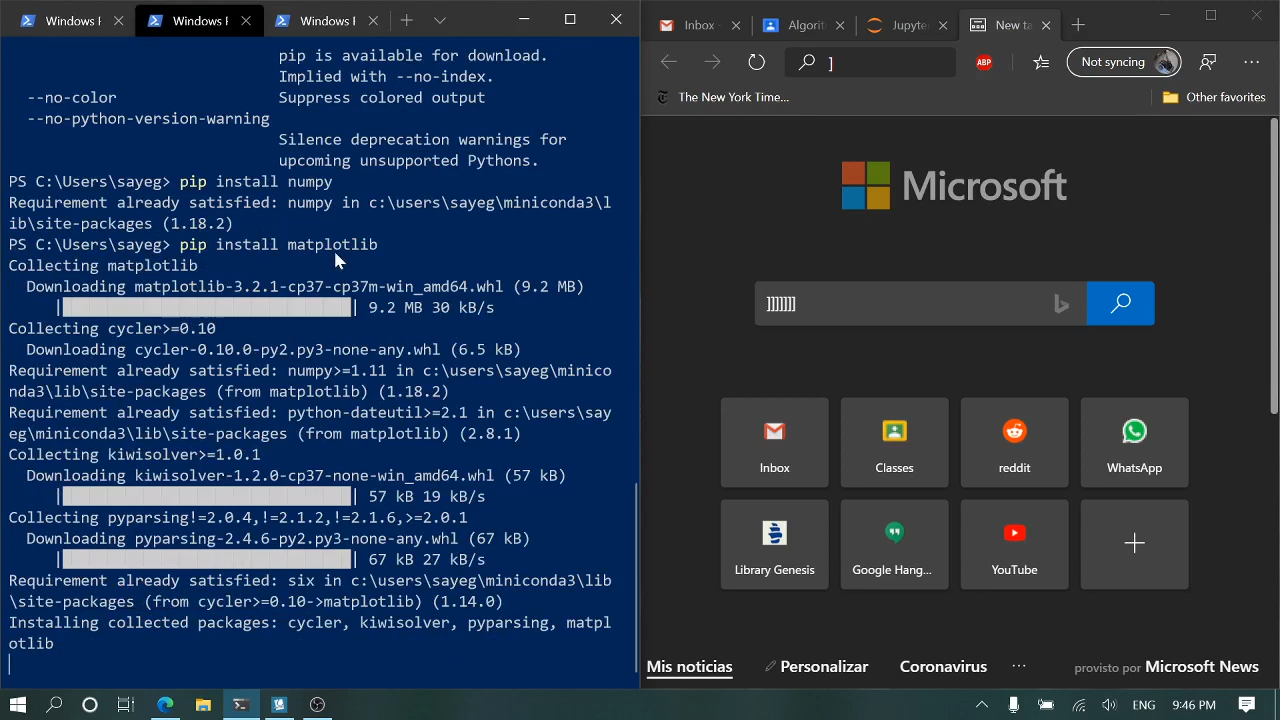 Windows P
Windows P
Windows P
pip is available for download.
Implied with --no-index.
--no-color Suppress colored output
--no-python-version-warning
Silence deprecation warnings for
upcoming unsupported Pythons.
PS C:\Users\sayeg> pip install numpy
Requirement already satisfied: numpy in c:\users\sayeg\miniconda3\l
ib\site-packages (1.18.2)
PS C:\Users\sayeg> pip install matplotlib
Collecting matplotlib
Downloading matplotlib-3.2.1-cp37-cp37m-win_amd64.whl (9.2 MB)
| | 9.2 MB 30 kB/s
Collecting cycler>=0.10
Downloading cycler-0.10.0-py2.py3-none-any.whl (6.5 kB)
Requirement already satisfied: numpy>=1.11 in c:\users\sayeg\minico
nda3\lib\site-packages (from matplotlib) (1.18.2)
Requirement already satisfied: python-dateutil>=2.1 in c:\users\say
eg\miniconda3\lib\site-packages (from matplotlib) (2.8.1)
Collecting kiwisolver>=1.0.1
Downloading kiwisolver-1.2.0-cp37-none-win_amd64.whl (57 kB)
| | 57 kB 19 kB/s
Collecting pyparsing!=2.0.4,!=2.1.2,!=2.1.6,>=2.0.1
Downloading pyparsing-2.4.6-py2.py3-none-any.whl (67 kB)
| | 67 kB 27 kB/s
Requirement already satisfied: six in c:\users\sayeg\miniconda3\lib
\site-packages (from cycler>=0.10->matplotlib) (1.14.0)
Installing collected packages: cycler, kiwisolver, pyparsing, matpl
otlib
Inbox -
Algorit
Jupyte
New ta
]
ABP
Not syncing
The New York Time...
Other favorites
Microsoft
]]]]]]]
Inbox
Classes
reddit
WhatsApp
Library Genesis
Google Hang...
YouTube
Mis noticias
Personalizar
Coronavirus
...
provisto por Microsoft News
ENG
9:46 PM